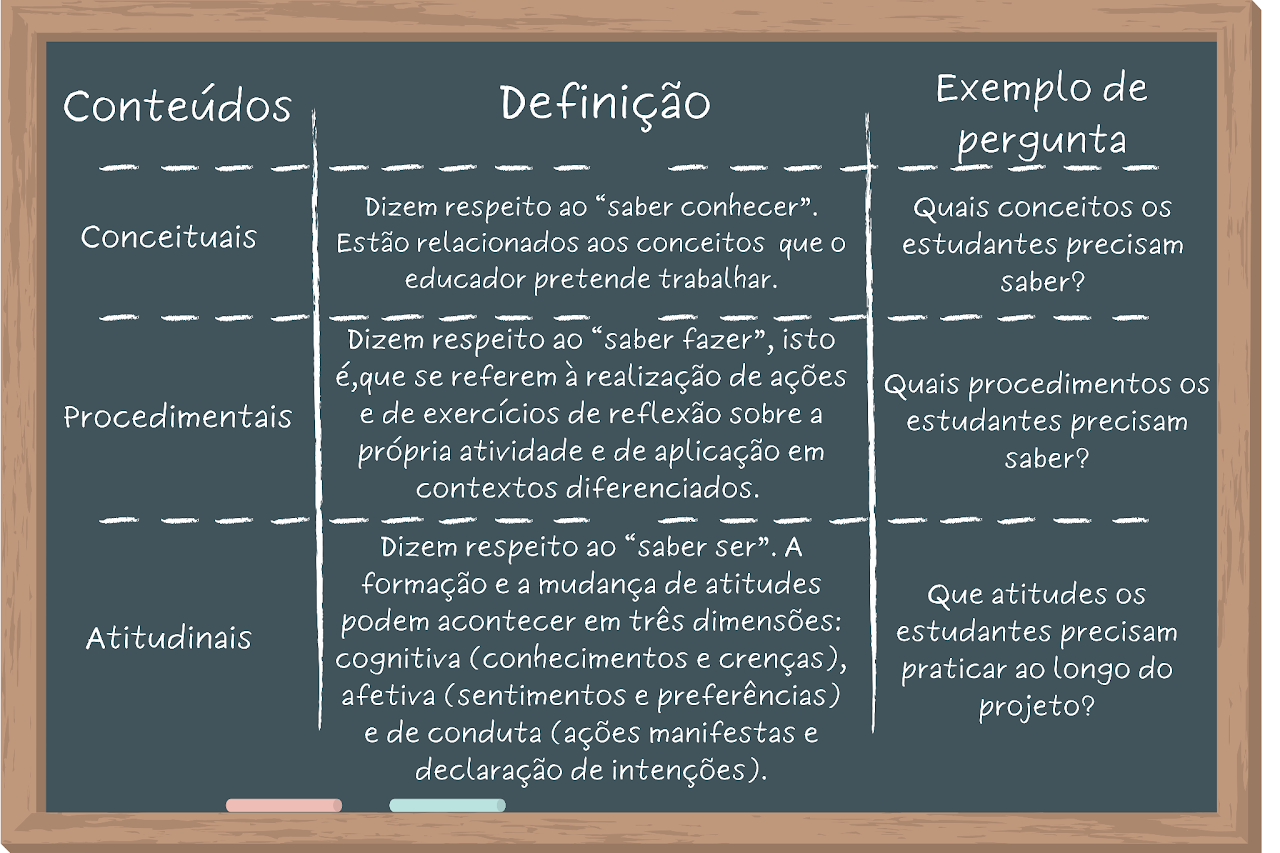 Conteúdos
Definição
Exemplo de
pergunta
Conceituais
Dizem respeito ao “saber conhecer”.
Estão relacionados aos conceitos que o
educador pretende trabalhar.
Quais conceitos os
estudantes precisam
saber?
Procedimentais
Dizem respeito ao “saber fazer”, isto
é,que se referem à realização de ações
e de exercícios de reflexão sobre a
própria atividade e de aplicação em
contextos diferenciados.
Quais procedimentos os
estudantes precisam
saber?
Atitudinais
Dizem respeito ao “saber ser”. A
formação e a mudança de atitudes
podem acontecer em três dimensões:
cognitiva (conhecimentos e crenças),
afetiva (sentimentos e preferências)
e de conduta (ações manifestas e
declaração de intenções).
Que atitudes os
estudantes precisam
praticar ao longo do
projeto?